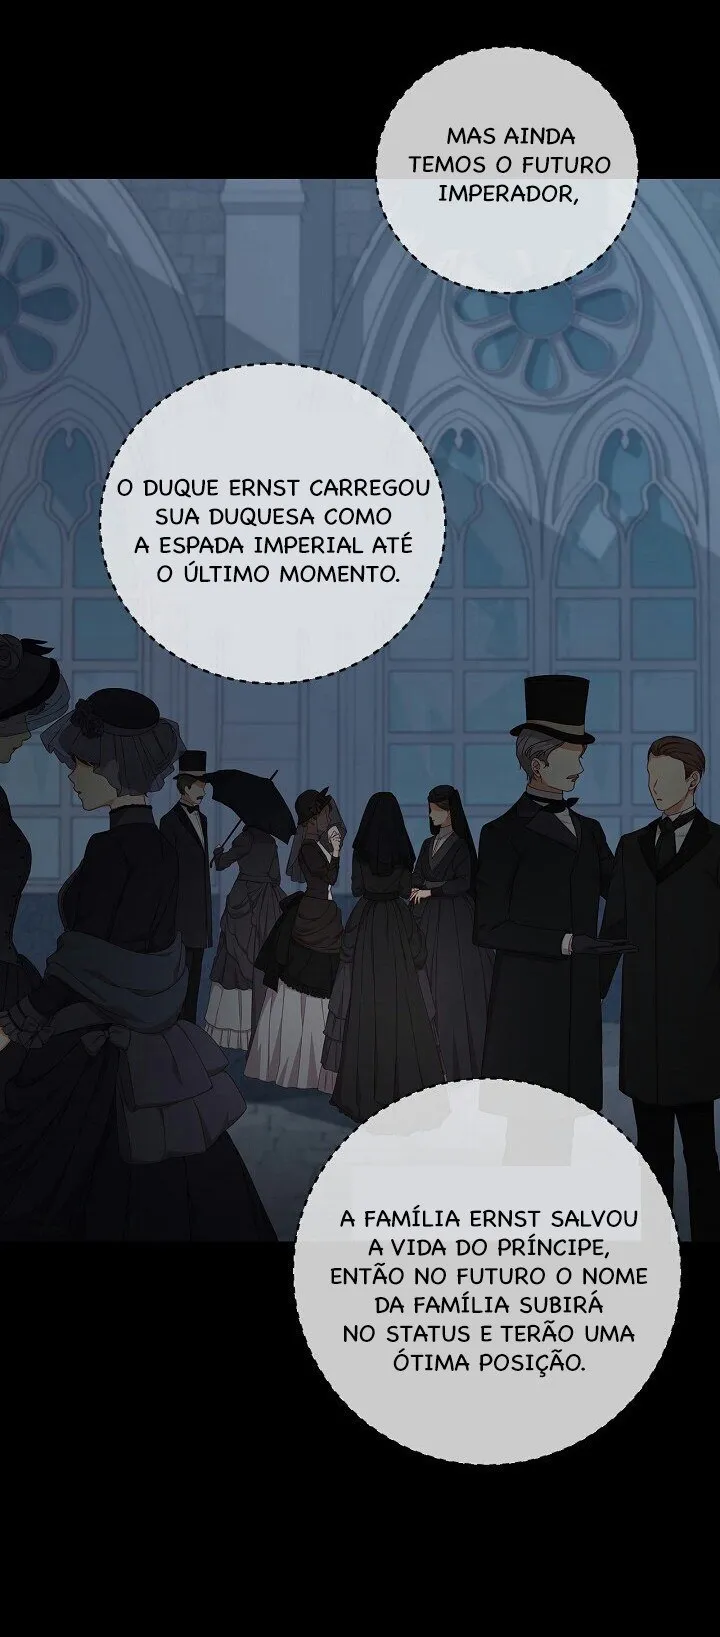 MAS AINDA
TEMOS O FUTURO
IMPERADOR,
O DUQUE ERNST CARREGOU
SUA DUQUESA COMO
A ESPADA IMPERIAL ATÉ
O ÚLTIMO MOMENTO.
A FAMÍLIA ERNST SALVOU
A VIDA DO PRÍNCIPE,
ENTÃO NO FUTURO O NOME
DA FAMÍLIA SUBIRÁ
NO STATUS E TERÃO UMA
ÓTIMA POSIÇÃO.